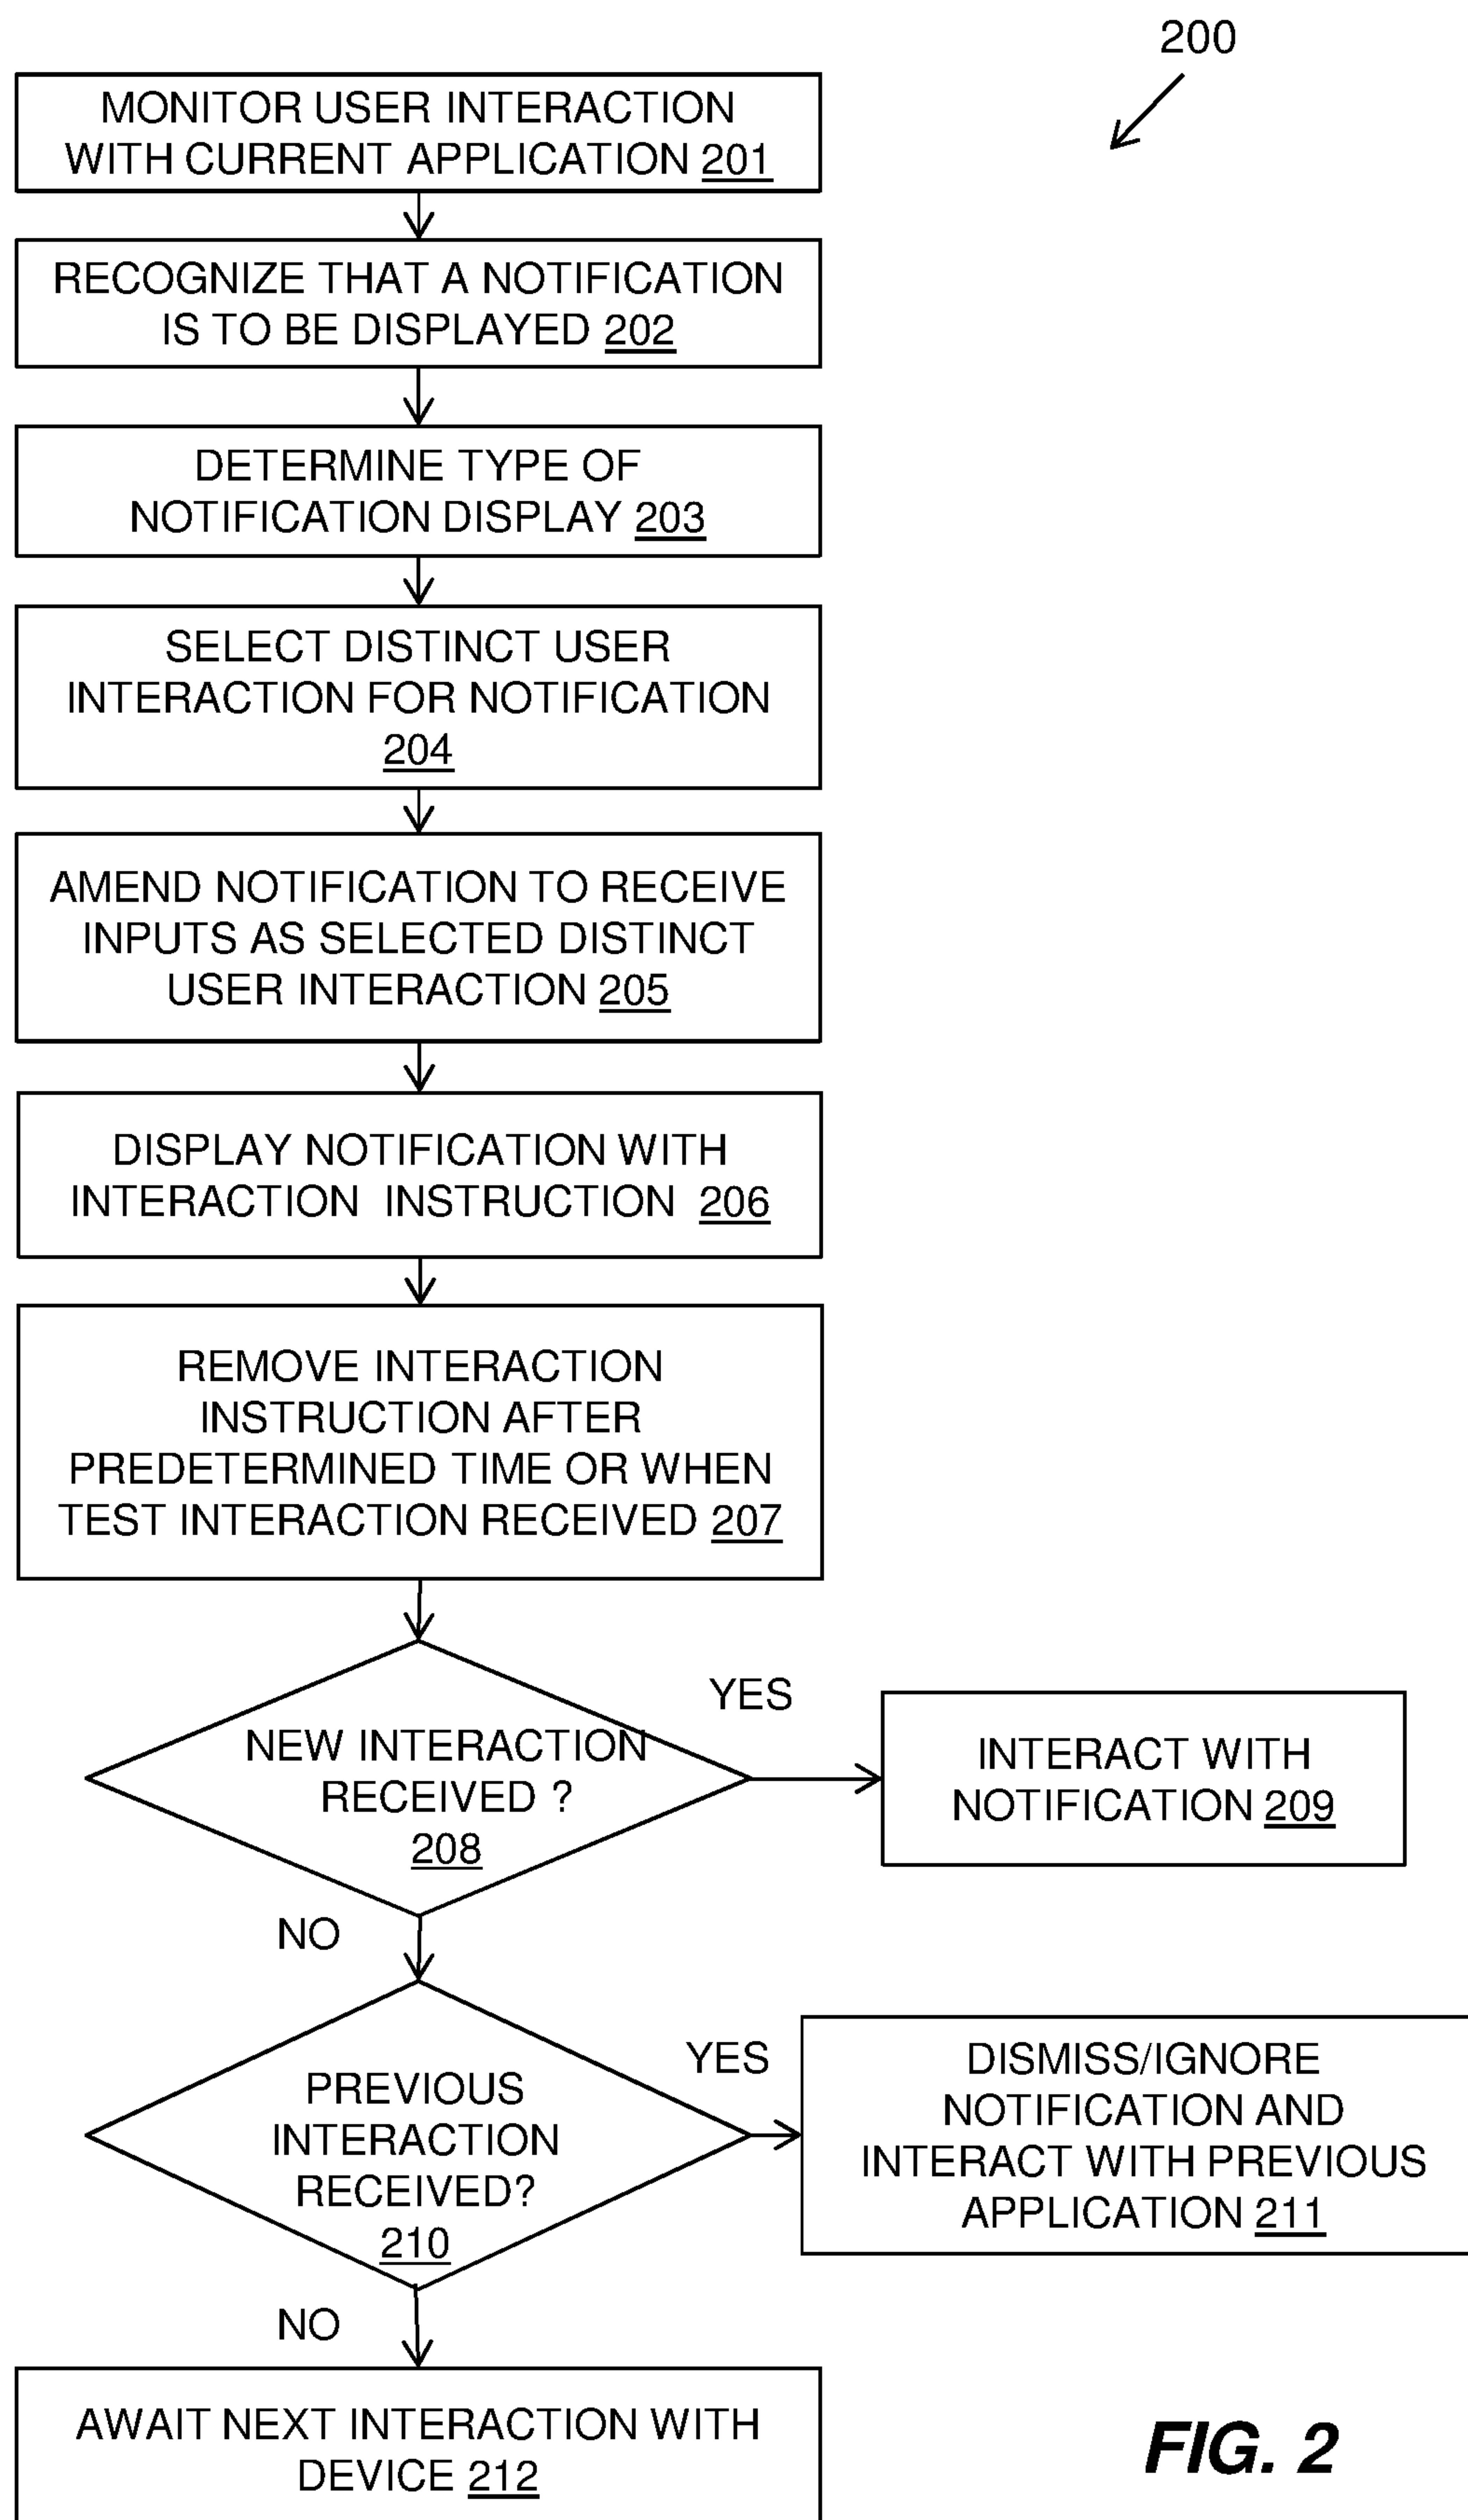 200
MONITOR USER INTERACTION
WITH CURRENT APPLICATION 201
RECOGNIZE THAT A NOTIFICATION
IS TO BE DISPLAYED 202
DETERMINE TYPE OF
NOTIFICATION DISPLAY 203
SELECT DISTINCT USER
INTERACTION FOR NOTIFICATION
204
AMEND NOTIFICATION TO RECEIVE
INPUTS AS SELECTED DISTINCT
USER INTERACTION 205
DISPLAY NOTIFICATION WITH
INTERACTION INSTRUCTION 206
REMOVE INTERACTION
INSTRUCTION AFTER
PREDETERMINED TIME OR WHEN
TEST INTERACTION RECEIVED 207
NEW INTERACTION
RECEIVED ?
208
YES
INTERACT WITH
NOTIFICATION 209
NO
PREVIOUS
INTERACTION
RECEIVED?
210
YES
DISMISS/IGNORE
NOTIFICATION AND
INTERACT WITH PREVIOUS
APPLICATION 211
NO
AWAIT NEXT INTERACTION WITH
DEVICE 212
FIG. 2